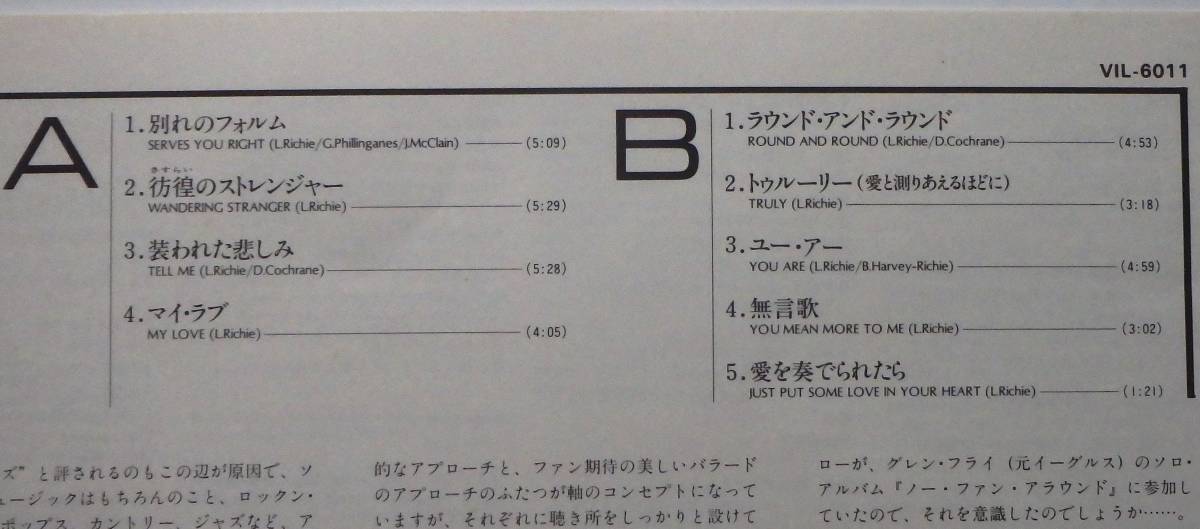 VIL-6011
A
1.別れのフォルム
SERVES YOU RIGHT (L.Richie/G.Phillinganes/J.McClain) (5:09)
さすらい
2.彷徨のストレンジャー
WANDERING STRANGER (L.Richie) (5:29)
3.装われた悲しみ
TELL ME (L.Richie/D.Cochrane) (5:28)
4.マイ・ラブ
MY LOVE (L.Richie) (4:05)
B
1.ラウンド・アンド・ラウンド
ROUND AND ROUND (L.Richie/D.Cochrane) (4:53)
2.トゥルーリー(愛と測りあえるほどに)
TRULY (L.Richie) (3:18)
3.ユー・アー
YOU ARE (L.Richie/B.Harvey-Richie) (4:59)
4.無言歌
YOU MEAN MORE TO ME (L.Richie) (3:02)
5.愛を奏でられたら
JUST PUT SOME LOVE IN YOUR HEART (L.Richie) (1:21)
ズ”と評されるのもこの辺が原因で、ソ
ュージックはもちろんのこと、ロックン・
ポップス、カントリー、ジャズなど、ア
的なアプローチと、ファン期待の美しいバラード
のアプローチのふたつが軸のコンセプトになって
いますが、それぞれに聴き所をしっかりと設けて
ローが、グレン・フライ(元イーグルス)のソロ・
アルバム『ノー・ファン・アラウンド』に参加し
ていたので、それを意識したのでしょうか……。